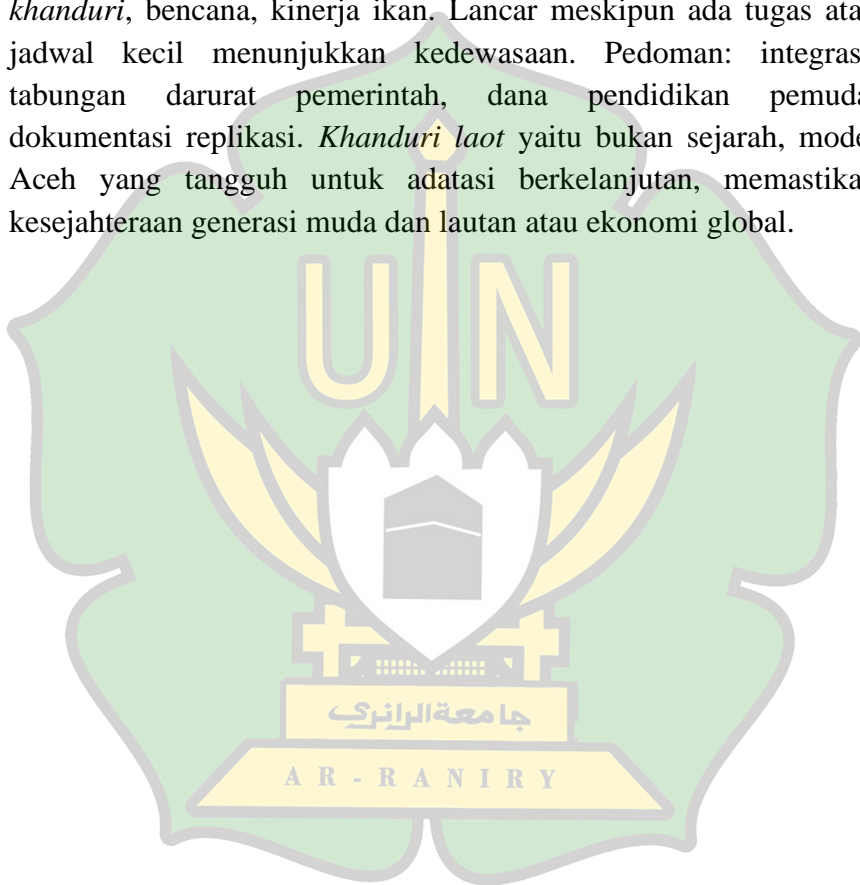 khanduri, bencana, kinerja ikan. Lancar meskipun ada tugas ata
jadwal kecil menunjukkan kedewasaan. Pedoman: integras
tabungan darurat pemerintah, dana pendidikan pemuda
dokumentasi replikasi. Khanduri laot yaitu bukan sejarah, mode
Aceh yang tangguh untuk adatasi berkelanjutan, memastika
kesejahteraan generasi muda dan lautan atau ekonomi global.
UIN
جامعة الرانري
AR-RANIRY